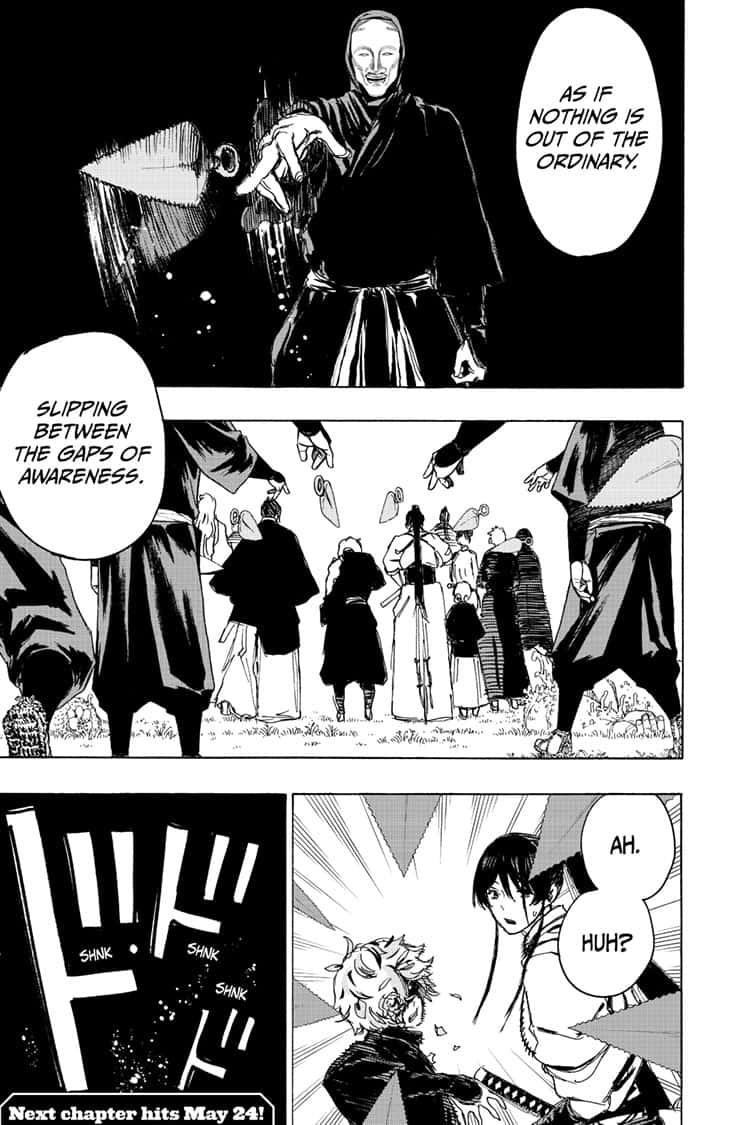 AS IF
NOTHING IS
OUT OF THE
ORDINARY.
SLIPPING
BETWEEN
THE GAPS OF
AWARENESS.
AH.
HUH?
ドドド
SHNK
SHNK
SHNK
Next chapter hits May 24!